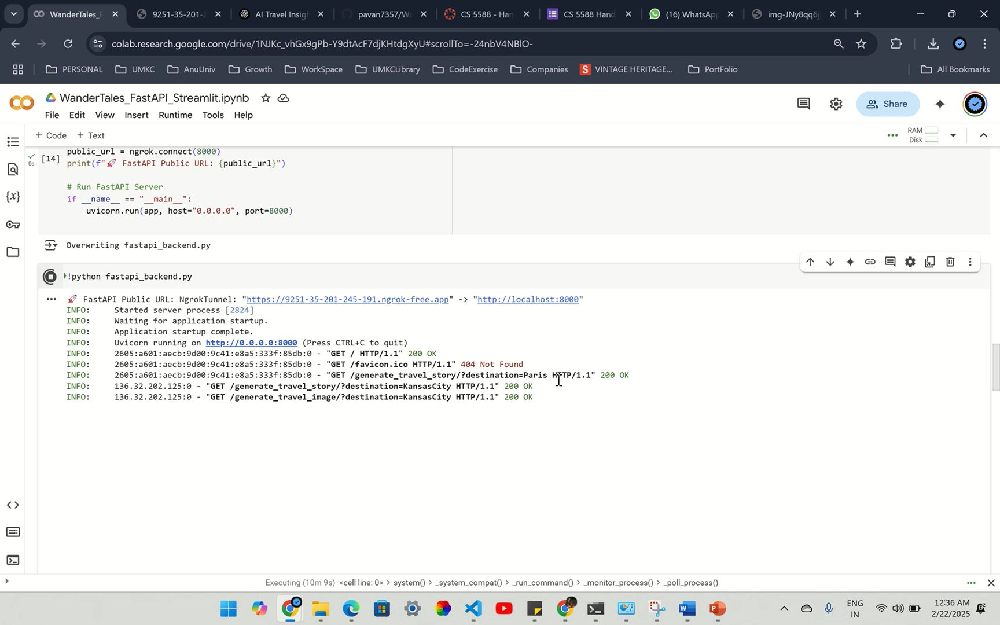 WanderTales_F
9251-35-201-2
AI Travel Insig
pavan7357/Wa
CS 5588 - Han
CS 5588 Hand
(16) WhatsApp
img-JNy8qq6j
colab.research.google.com/drive/1NJKc_vhGx9gPb-Y9dtAcF7djKHtdgXyU#scrollTo=-24nbV4NBlO-
PERSONAL
UMKC
AnuUniv
Growth
WorkSpace
UMKCLibrary
CodeExercise
Companies
S VINTAGE HERITAGE...
PortFolio
All Bookmarks
CO WanderTales_FastAPI_Streamlit.ipynb
File Edit View Insert Runtime Tools Help
Share
+ Code + Text
RAM
Disk
[14]
0s
public_url = ngrok.connect(8000)
print(f"🚀 FastAPI Public URL: {public_url}")
# Run FastAPI Server
if __name__ == "__main__":
uvicorn.run(app, host="0.0.0.0", port=8000)
Overwriting fastapi_backend.py
!python fastapi_backend.py
🚀 FastAPI Public URL: NgrokTunnel: "https://9251-35-201-245-191.ngrok-free.app" -> "http://localhost:8000"
INFO: Started server process [2824]
INFO: Waiting for application startup.
INFO: Application startup complete.
INFO: Uvicorn running on http://0.0.0.0:8000 (Press CTRL+C to quit)
INFO: 2605:a601:aecb:9d00:9c41:e8a5:333f:85db:0 - "GET / HTTP/1.1" 200 OK
INFO: 2605:a601:aecb:9d00:9c41:e8a5:333f:85db:0 - "GET /favicon.ico HTTP/1.1" 404 Not Found
INFO: 2605:a601:aecb:9d00:9c41:e8a5:333f:85db:0 - "GET /generate_travel_story/?destination=Paris HTTP/1.1" 200 OK
INFO: 136.32.202.125:0 - "GET /generate_travel_story/?destination=KansasCity HTTP/1.1" 200 OK
INFO: 136.32.202.125:0 - "GET /generate_travel_image/?destination=KansasCity HTTP/1.1" 200 OK
Executing (10m 9s) <cell line: 0> > system() > _system_compat() > _run_command() > _monitor_process() > _poll_process()
ENG
IN
12:36 AM
2/22/2025